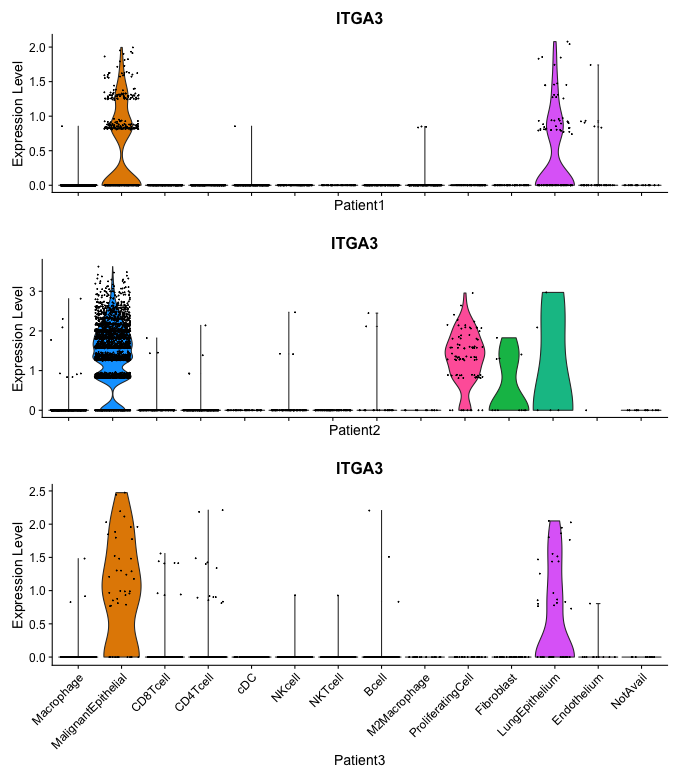 ITGA3
Expression Level
2.0
1.5
1.0
0.5
0.0
Patient1
ITGA3
Expression Level
3
2
1
0
Patient2
ITGA3
Expression Level
2.5
2.0
1.5
1.0
0.5
0.0
Macrophage
MalignantEpithelial
CD8Tcell
CD4Tcell
cDC
NKcell
NKTcell
Bcell
M2Macrophage
ProliferatingCell
Fibroblast
LungEpithelium
Endothelium
NotAvail
Patient3